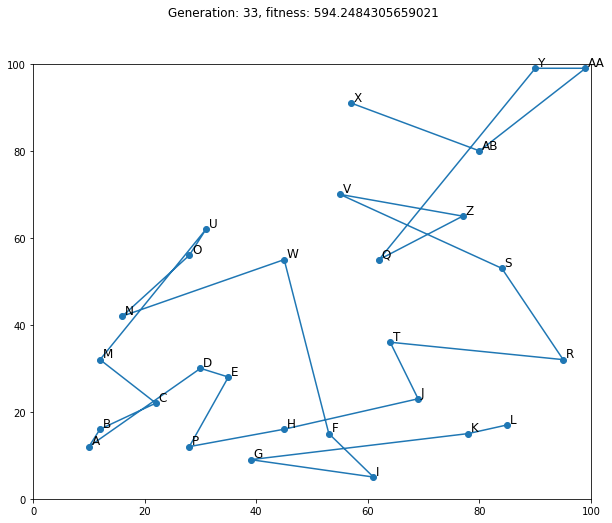 Generation: 33, fitness: 594.2484305659021
100
Y
AA
X
80
AB
V
Z
U
60
O
W
Q
S
N
40
T
M
R
D
E
20
C
J
B
H
F
K
L
A
P
G
I
0
0
20
40
60
80
100